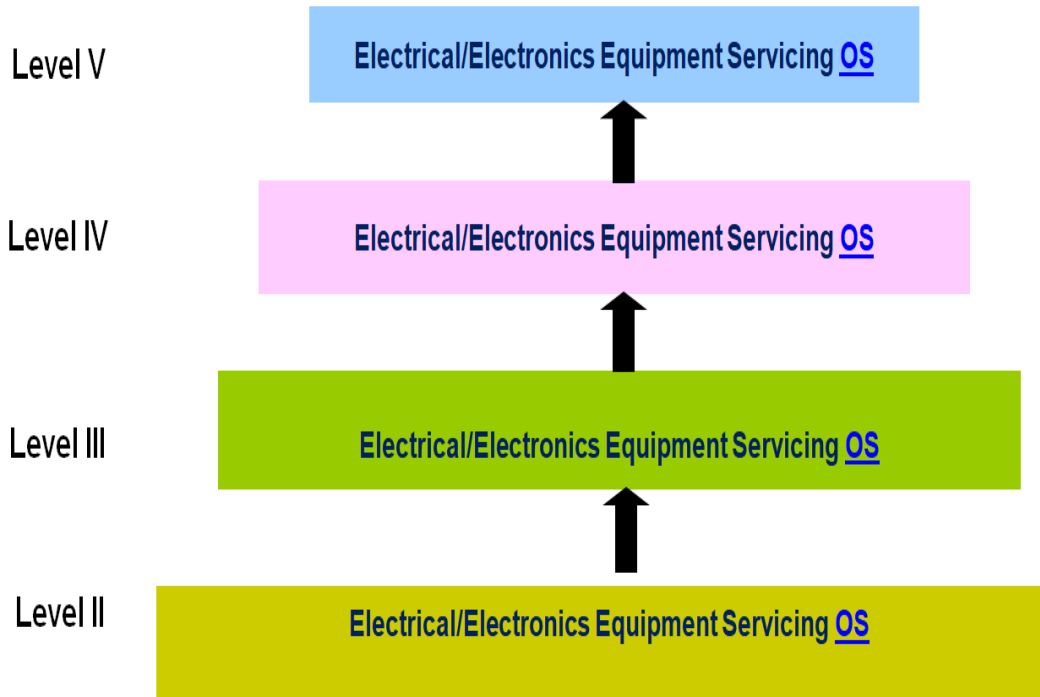 Level V
Electrical/Electronics Equipment Servicing OS
Level IV
Electrical/Electronics Equipment Servicing OS
Level III
Electrical/Electronics Equipment Servicing OS
Level II
Electrical/Electronics Equipment Servicing OS